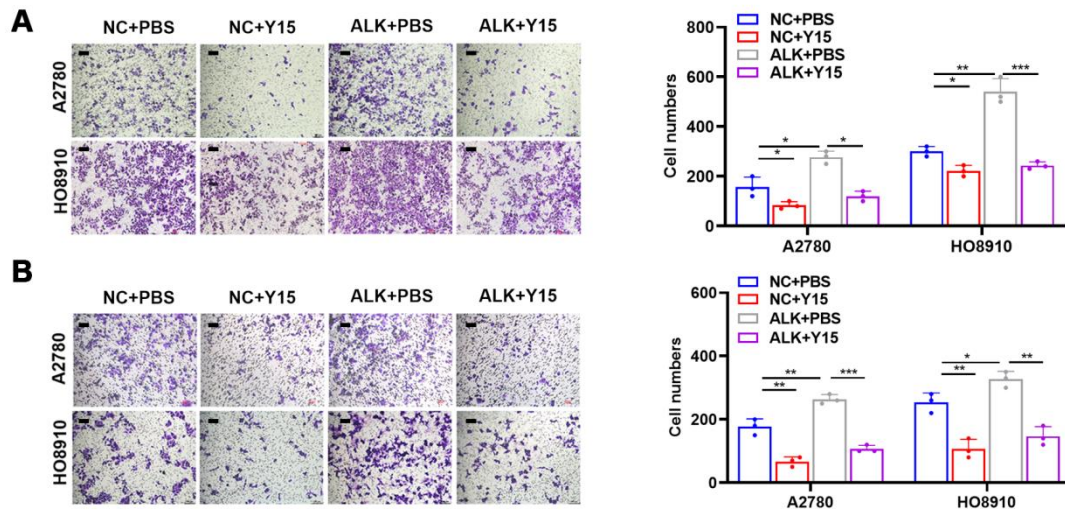 A
NC+PBS NC+Y15 ALK+PBS ALK+Y15
A2780
HO8910
NC+PBS
NC+Y15
ALK+PBS
ALK+Y15
Cell numbers
800
600
400
200
0
* * *
** * ***
A2780 HO8910
B
NC+PBS NC+Y15 ALK+PBS ALK+Y15
A2780
HO8910
NC+PBS
NC+Y15
ALK+PBS
ALK+Y15
Cell numbers
600
400
200
0
** ** ***
* ** **
A2780 HO8910